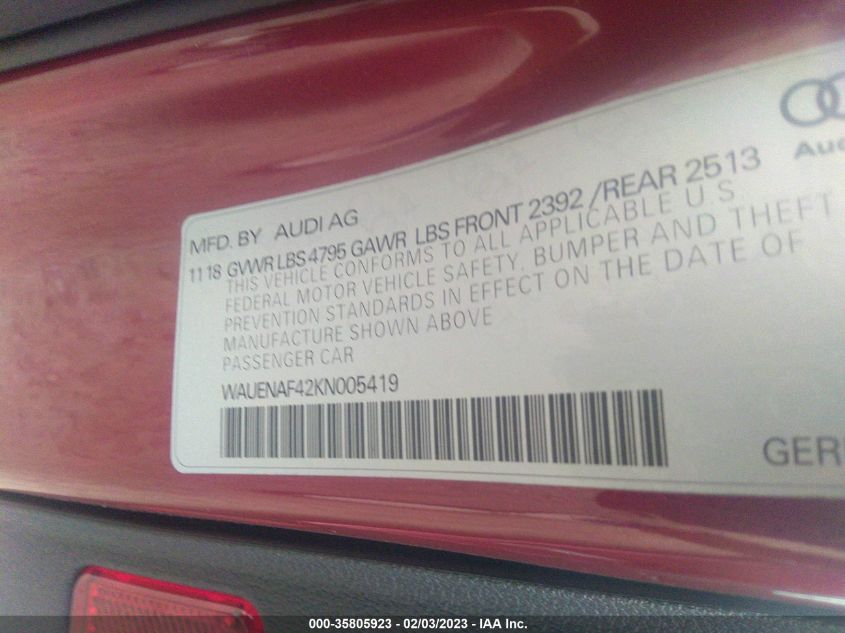 MFD. BY AUDI AG
11 18 GVWR LBS 4795 GAWR LBS FRONT 2392 / REAR 2513
THIS VEHICLE CONFORMS TO ALL APPLICABLE U.S.
FEDERAL MOTOR VEHICLE SAFETY, BUMPER AND THEFT
PREVENTION STANDARDS IN EFFECT ON THE DATE OF
MANUFACTURE SHOWN ABOVE
PASSENGER CAR
WAUENAF42KN005419
000-35805923 - 02/03/2023 - IAA Inc.